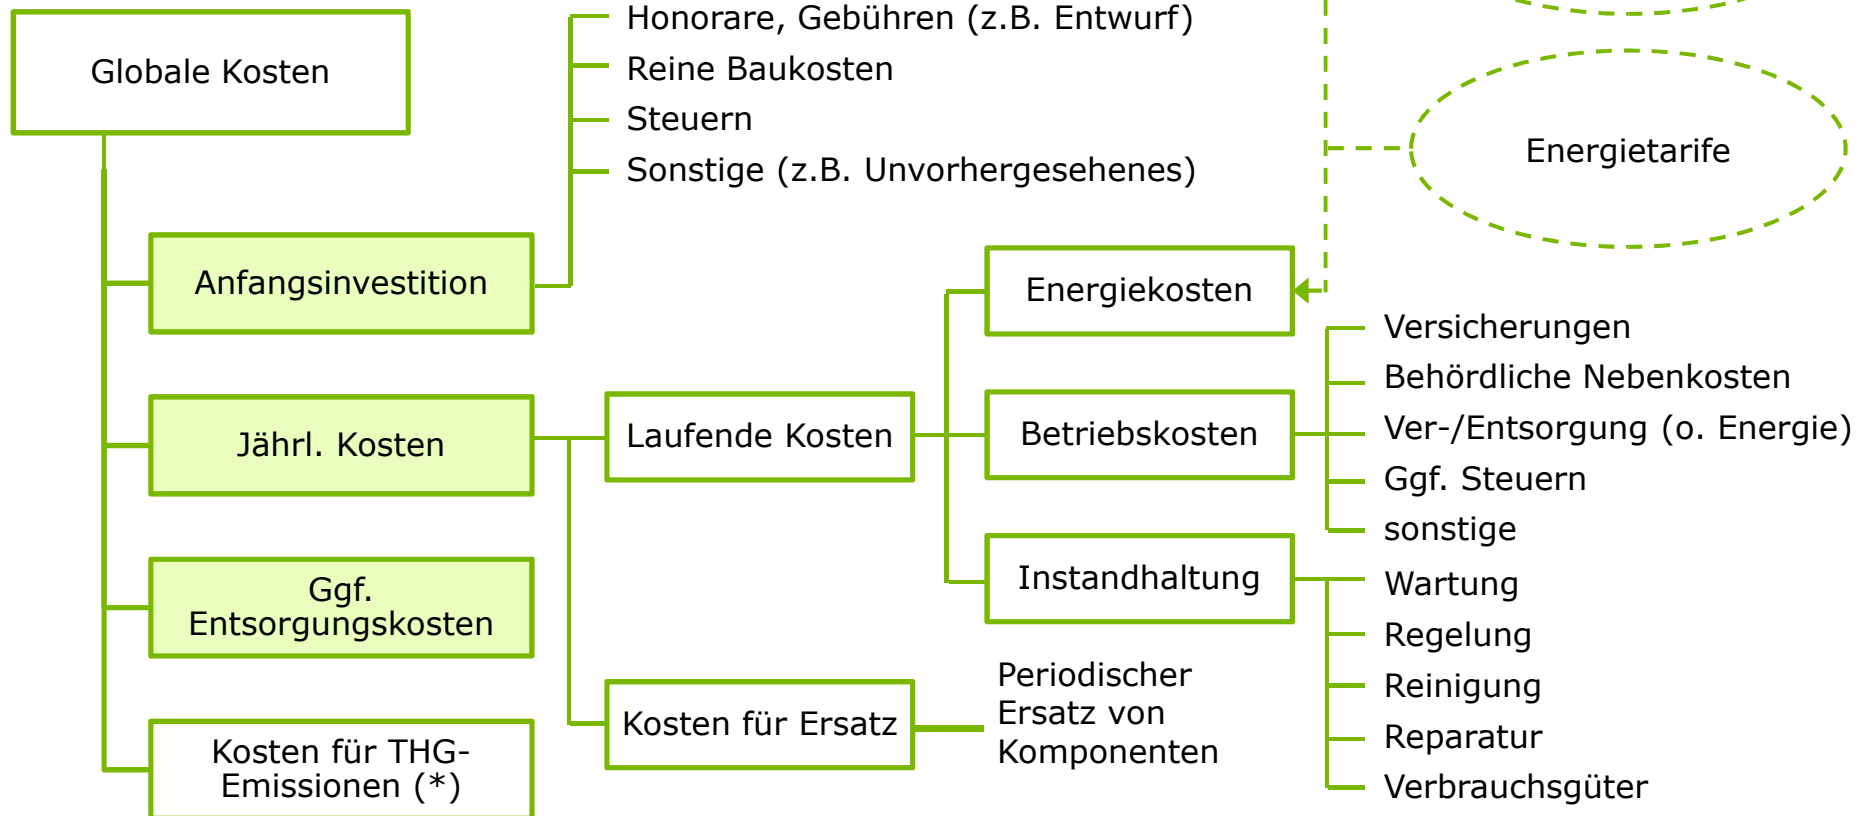 Globale Kosten
Honorare, Gebühren (z.B. Entwurf)
Reine Baukosten
Steuern
Sonstige (z.B. Unvorhergesehenes)
Energietarife
Anfangsinvestition
Energiekosten
Versicherungen
Behördliche Nebenkosten
Ver-/Entsorgung (o. Energie)
Ggf. Steuern
sonstige
Jährl. Kosten
Laufende Kosten
Betriebskosten
Ggf.
Entsorgungskosten
Instandhaltung
Wartung
Regelung
Reinigung
Reparatur
Verbrauchsgüter
Kosten für THG-
Emissionen (*)
Kosten für Ersatz
Periodischer
Ersatz von
Komponenten